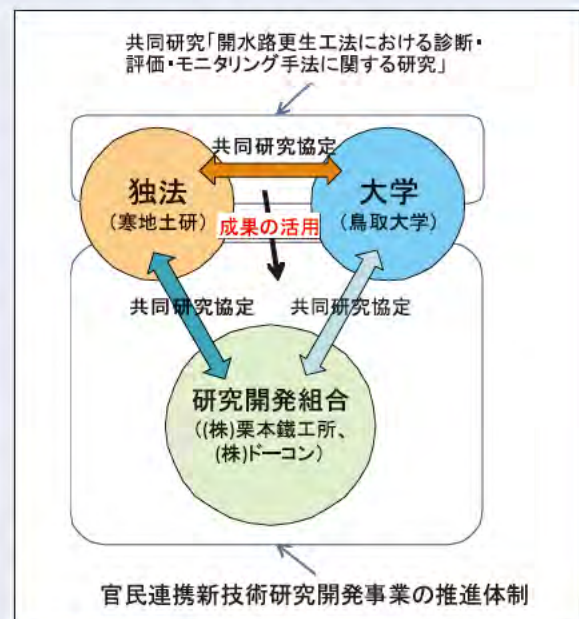 共同研究「開水路更生工法における診断・
評価・モニタリング手法に関する研究」
共同研究協定
独法
(寒地土研)
大学
(鳥取大学)
成果の活用
共同研究協定
共同研究協定
研究開発組合
((株)栗本鐵工所、
(株)ドーコン)
官民連携新技術研究開発事業の推進体制